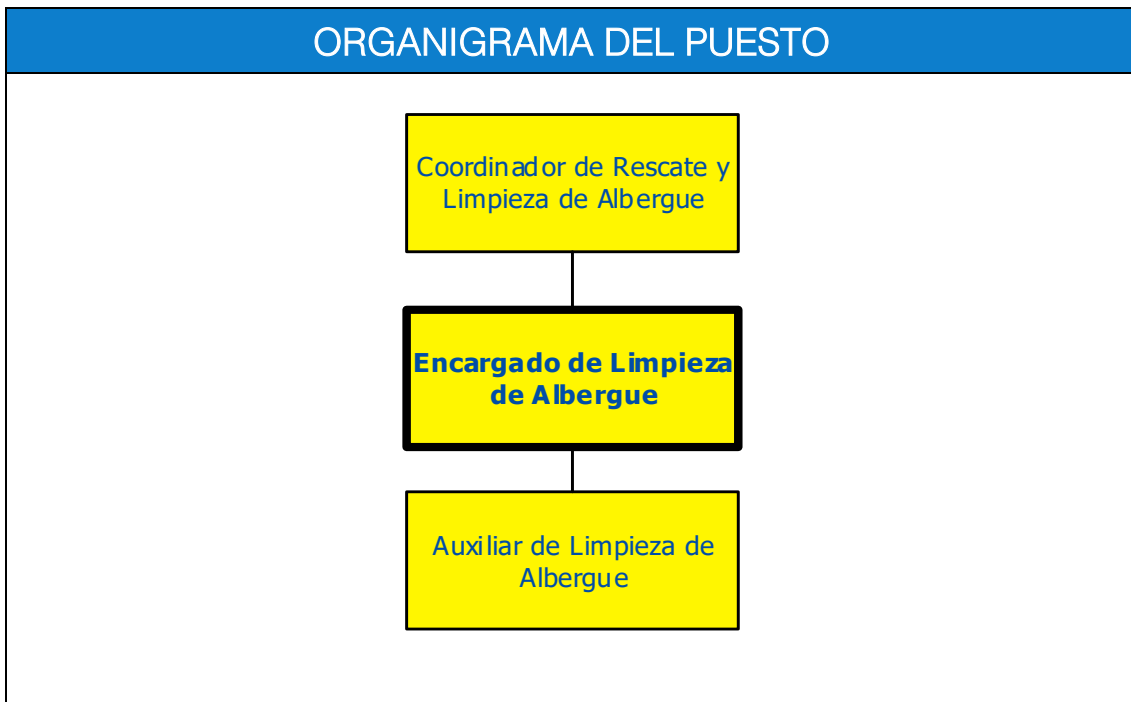 ORGANIGRAMA DEL PUESTO
Coordinador de Rescate y
Limpieza de Albergue
Encargado de Limpieza
de Albergue
Auxiliar de Limpieza de
Albergue